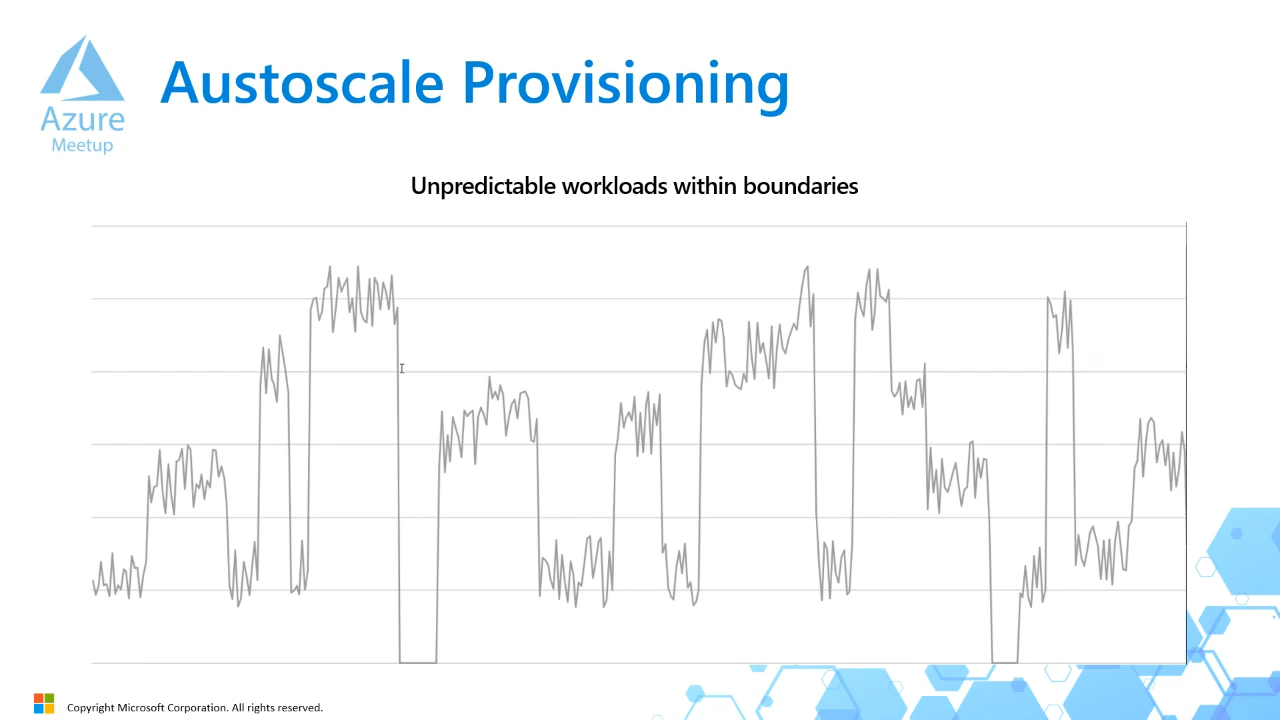 Austoscale Provisioning
Azure
Meetup
Unpredictable workloads within boundaries
Copyright Microsoft Corporation. All rights reserved.